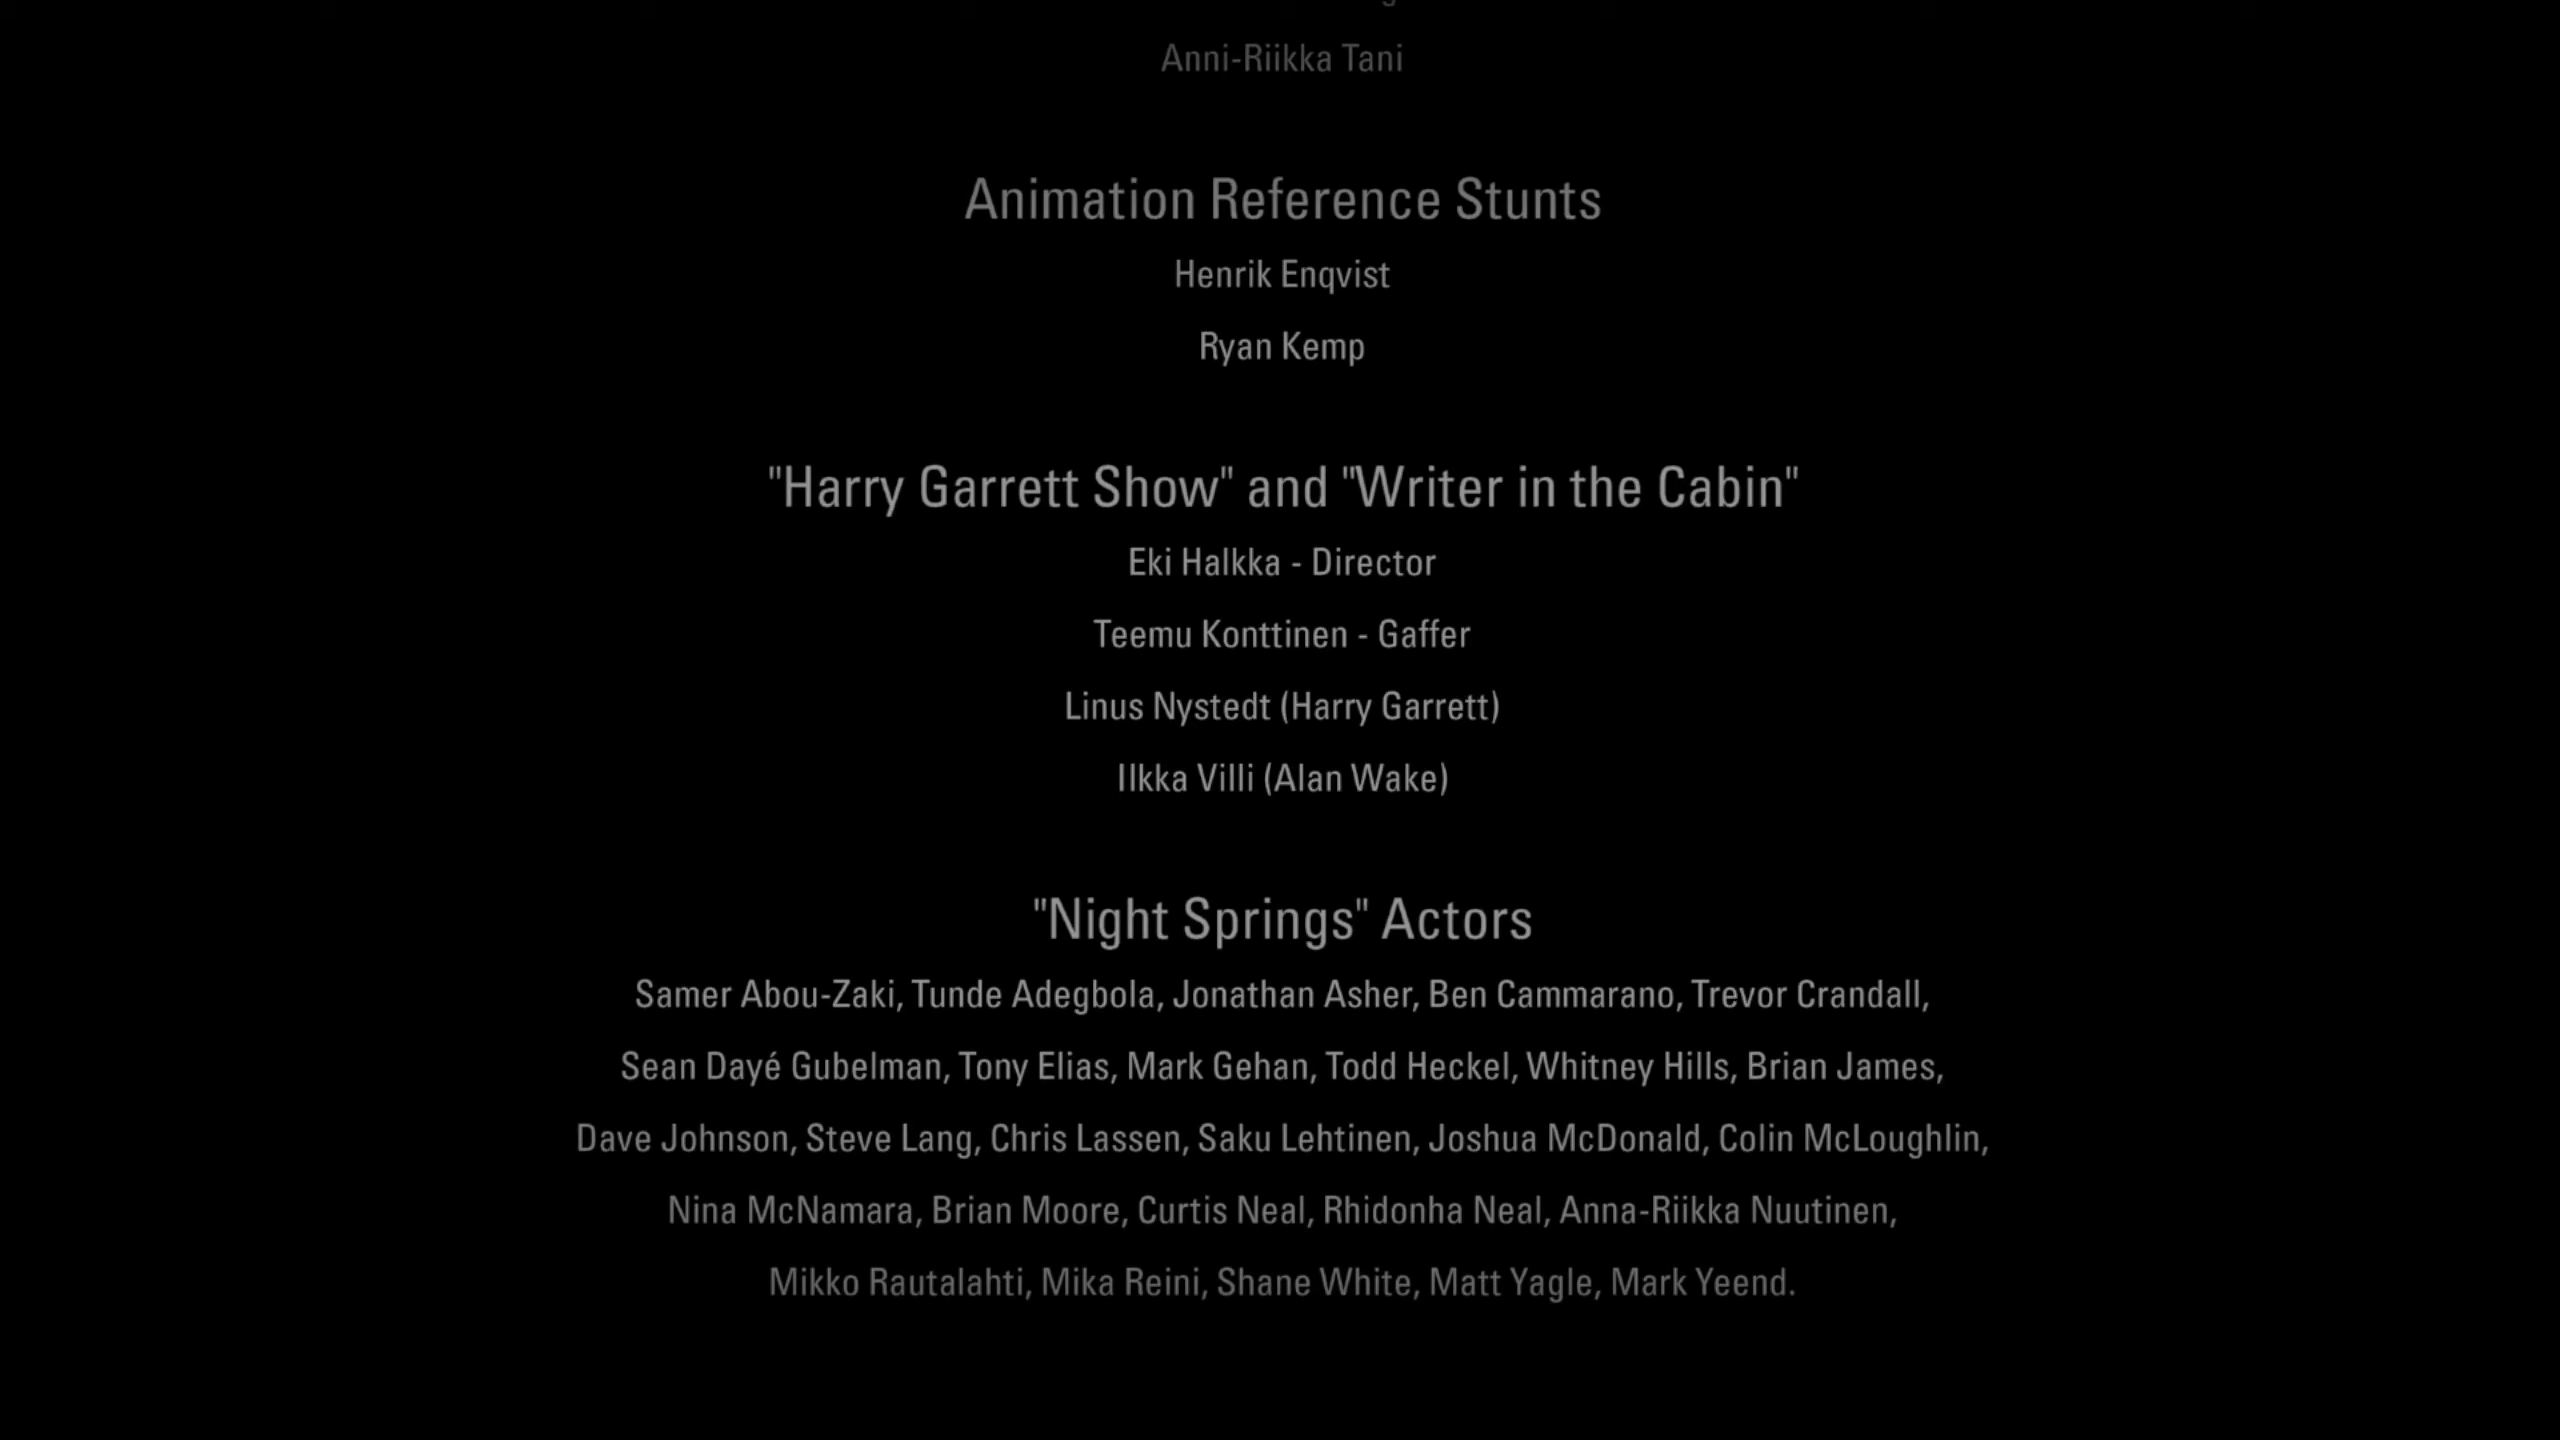 Anni-Riikka Tani
Animation Reference Stunts
Henrik Enqvist
Ryan Kemp
"Harry Garrett Show" and "Writer in the Cabin"
Eki Halkka - Director
Teemu Konttinen - Gaffer
Linus Nystedt (Harry Garrett)
Ilkka Villi (Alan Wake)
"Night Springs" Actors
Samer Abou-Zaki, Tunde Adegbola, Jonathan Asher, Ben Cammarano, Trevor Crandall,
Sean Dayé Gubelman, Tony Elias, Mark Gehan, Todd Heckel, Whitney Hills, Brian James,
Dave Johnson, Steve Lang, Chris Lassen, Saku Lehtinen, Joshua McDonald, Colin McLoughlin,
Nina McNamara, Brian Moore, Curtis Neal, Rhidonha Neal, Anna-Riikka Nuutinen,
Mikko Rautalahti, Mika Reini, Shane White, Matt Yagle, Mark Yeend.